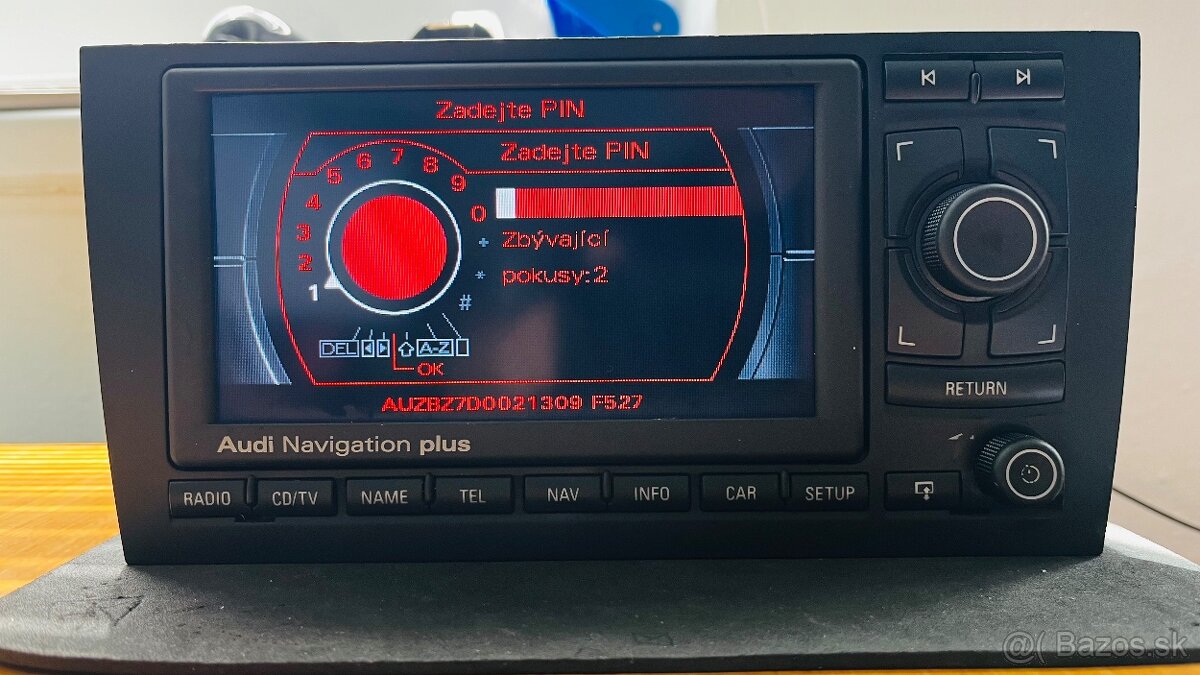 Zadejte PIN
Zadejte PIN
1 2 3 4 5 6 7 8 9 0 + * #
Zbývající
pokusy:2
DEL A-Z
OK
AUZBZ7D0021309 F527
Audi Navigation plus
RADIO CD/TV NAME TEL NAV INFO CAR SETUP
RETURN
@( Bazos.sk